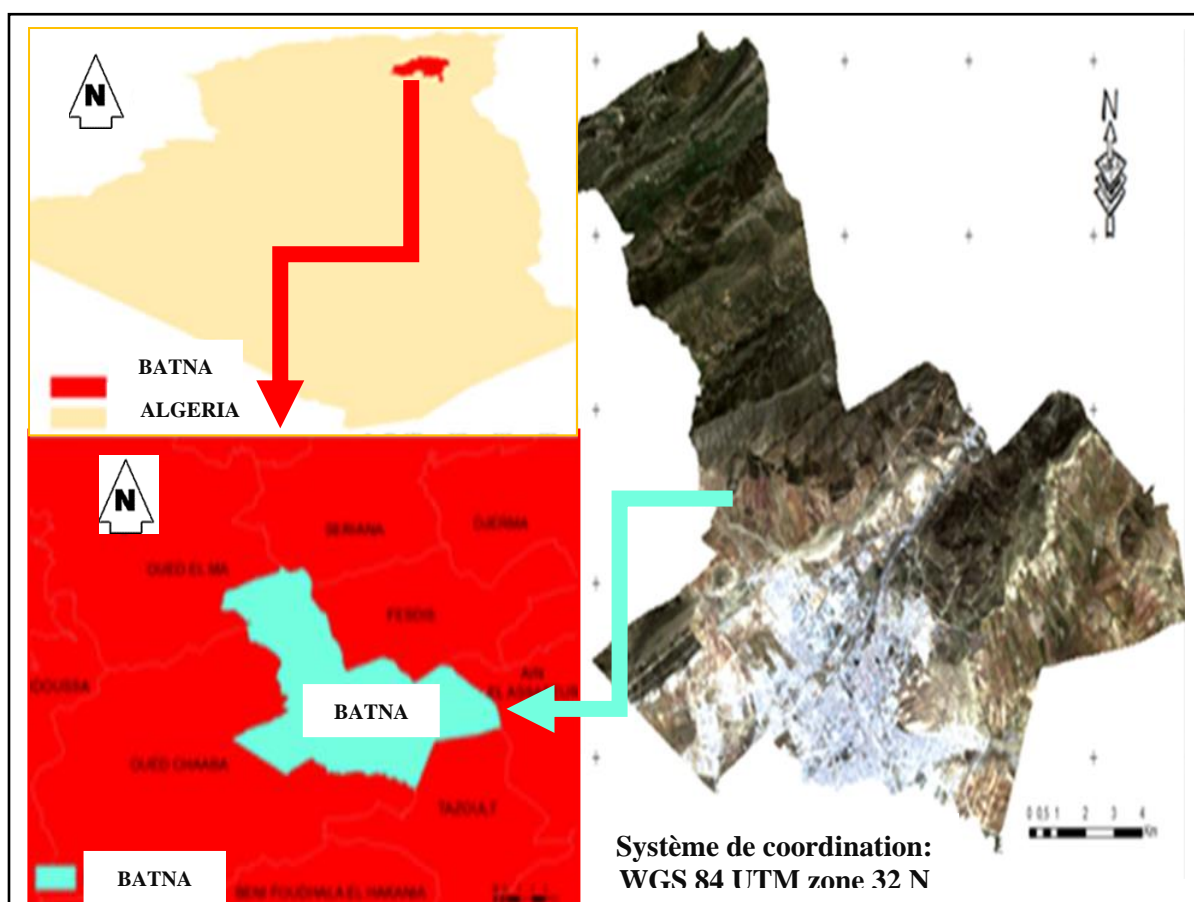 N
BATNA
ALGERIA
N
SERIANA
DJERMA
OUED EL MA
FESDIS
AIN
BATNA
OUED CHAABA
TAZOULT
BATNA
N
0 0,5 1 2 3 4
Km
Système de coordination:
WGS 84 UTM zone 32 N